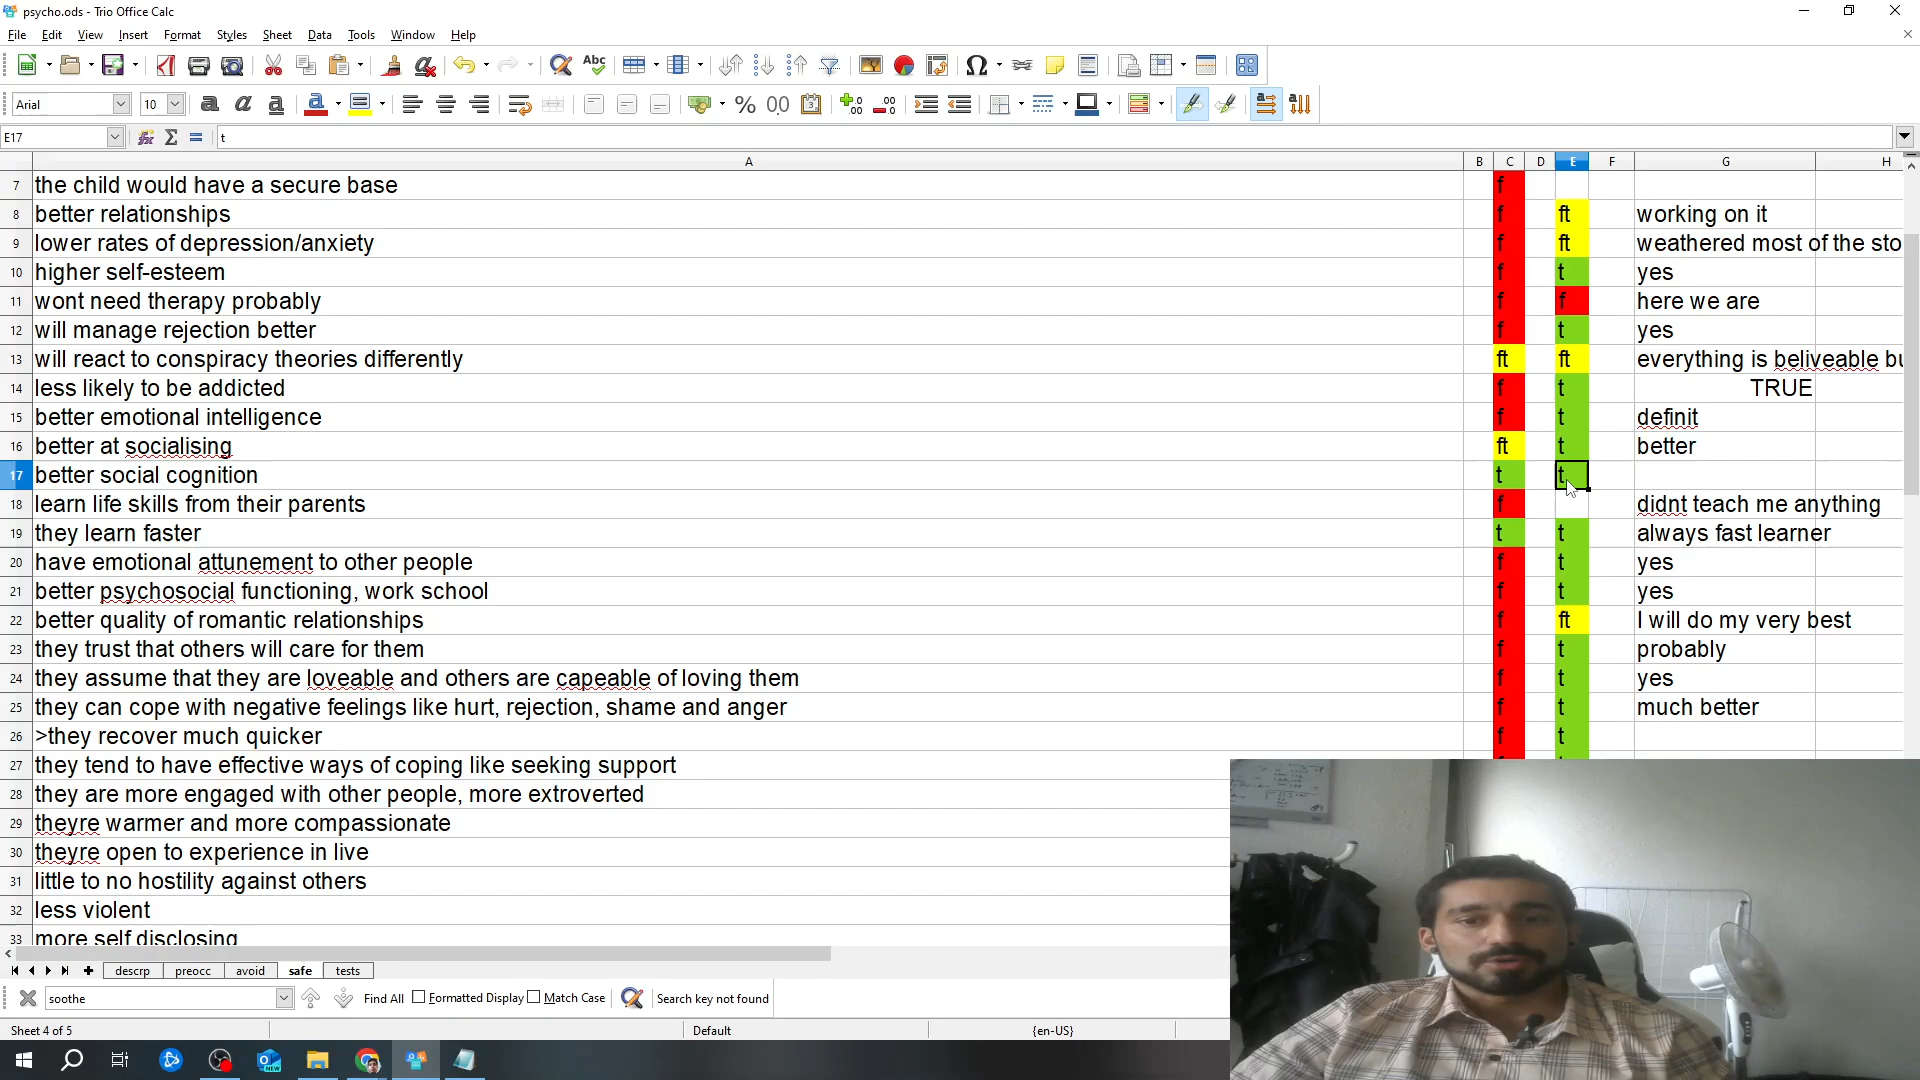 psycho.ods - Trio Office Calc
File Edit View Insert Format Styles Sheet Data Tools Window Help
Arial 10
E17 t
A B C D E F G H
7 the child would have a secure base f
8 better relationships f ft working on it
9 lower rates of depression/anxiety f ft weathered most of the sto
10 higher self-esteem f t yes
11 wont need therapy probably f f here we are
12 will manage rejection better f t yes
13 will react to conspiracy theories differently ft ft everything is beliveable bu
14 less likely to be addicted f t TRUE
15 better emotional intelligence f t definit
16 better at socialising ft t better
17 better social cognition t t
18 learn life skills from their parents f didnt teach me anything
19 they learn faster t t always fast learner
20 have emotional attunement to other people f t yes
21 better psychosocial functioning, work school f t yes
22 better quality of romantic relationships f ft I will do my very best
23 they trust that others will care for them f t probably
24 they assume that they are loveable and others are capeable of loving them f t yes
25 they can cope with negative feelings like hurt, rejection, shame and anger f t much better
26 >they recover much quicker f t
27 they tend to have effective ways of coping like seeking support
28 they are more engaged with other people, more extroverted
29 theyre warmer and more compassionate
30 theyre open to experience in live
31 little to no hostility against others
32 less violent
33 more self disclosing
descrp preocc avoid safe tests
soothe Find All Formatted Display Match Case Search key not found
Sheet 4 of 5 Default {en-US}